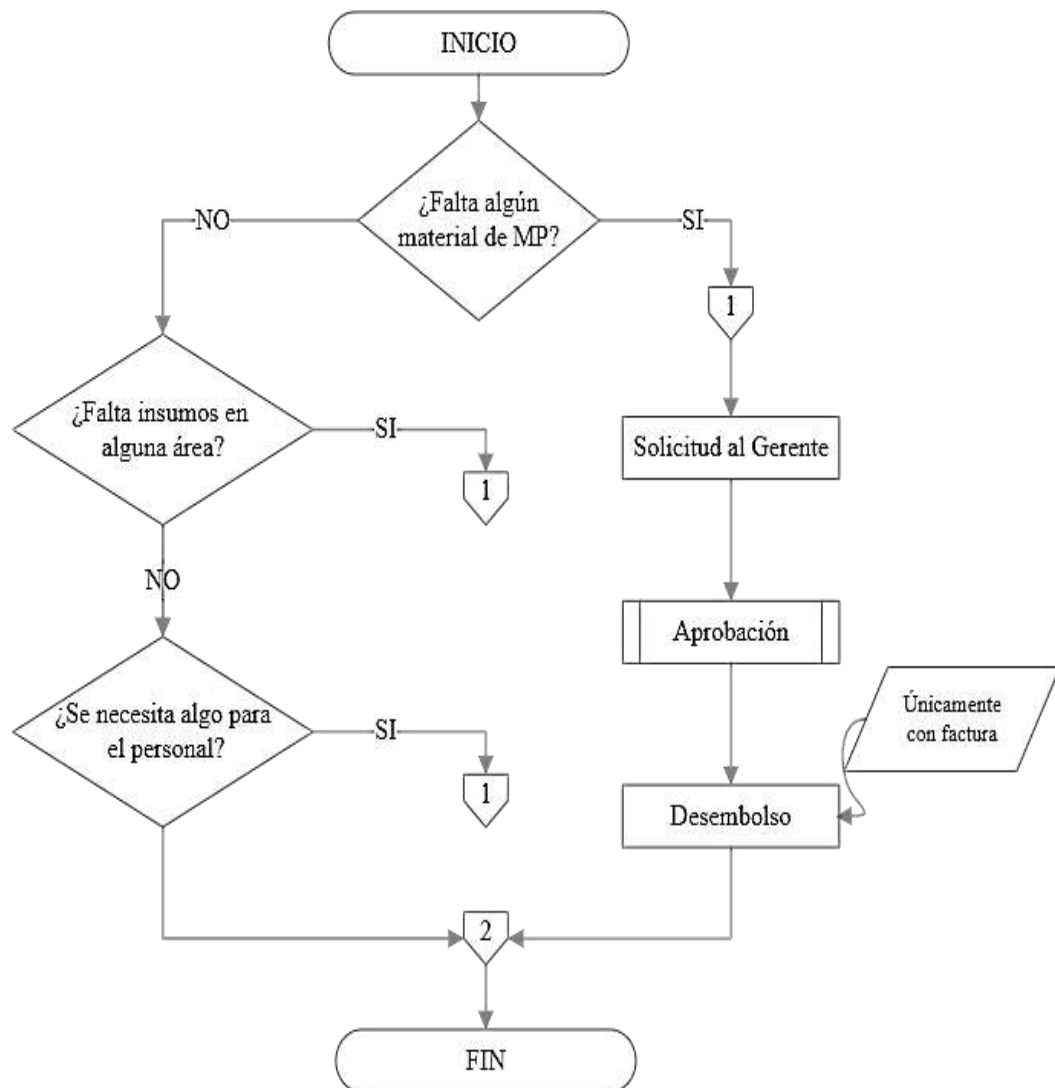 INICIO
¿Falta algún
material de MP?
NO
SI
1
¿Falta insumos en
alguna área?
SI
1
Solicitud al Gerente
NO
Aprobación
¿Se necesita algo para
el personal?
SI
1
Únicamente
con factura
Desembolso
2
FIN